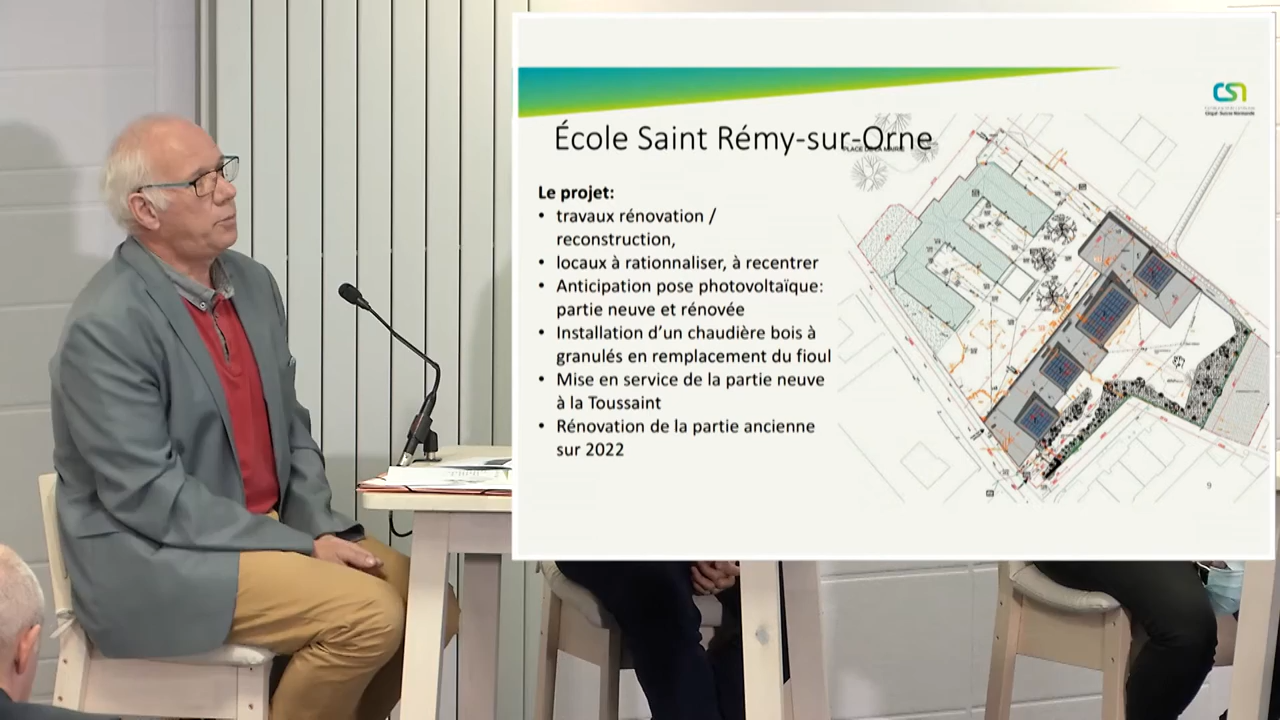 CSN
École Saint Rémy-sur-Orne
Le projet:
• travaux rénovation /
reconstruction,
• locaux à rationnaliser, à recentrer
• Anticipation pose photovoltaïque:
partie neuve et rénovée
• Installation d'un chaudière bois à
granulés en remplacement du fioul
• Mise en service de la partie neuve
à la Toussaint
• Rénovation de la partie ancienne
sur 2022
9